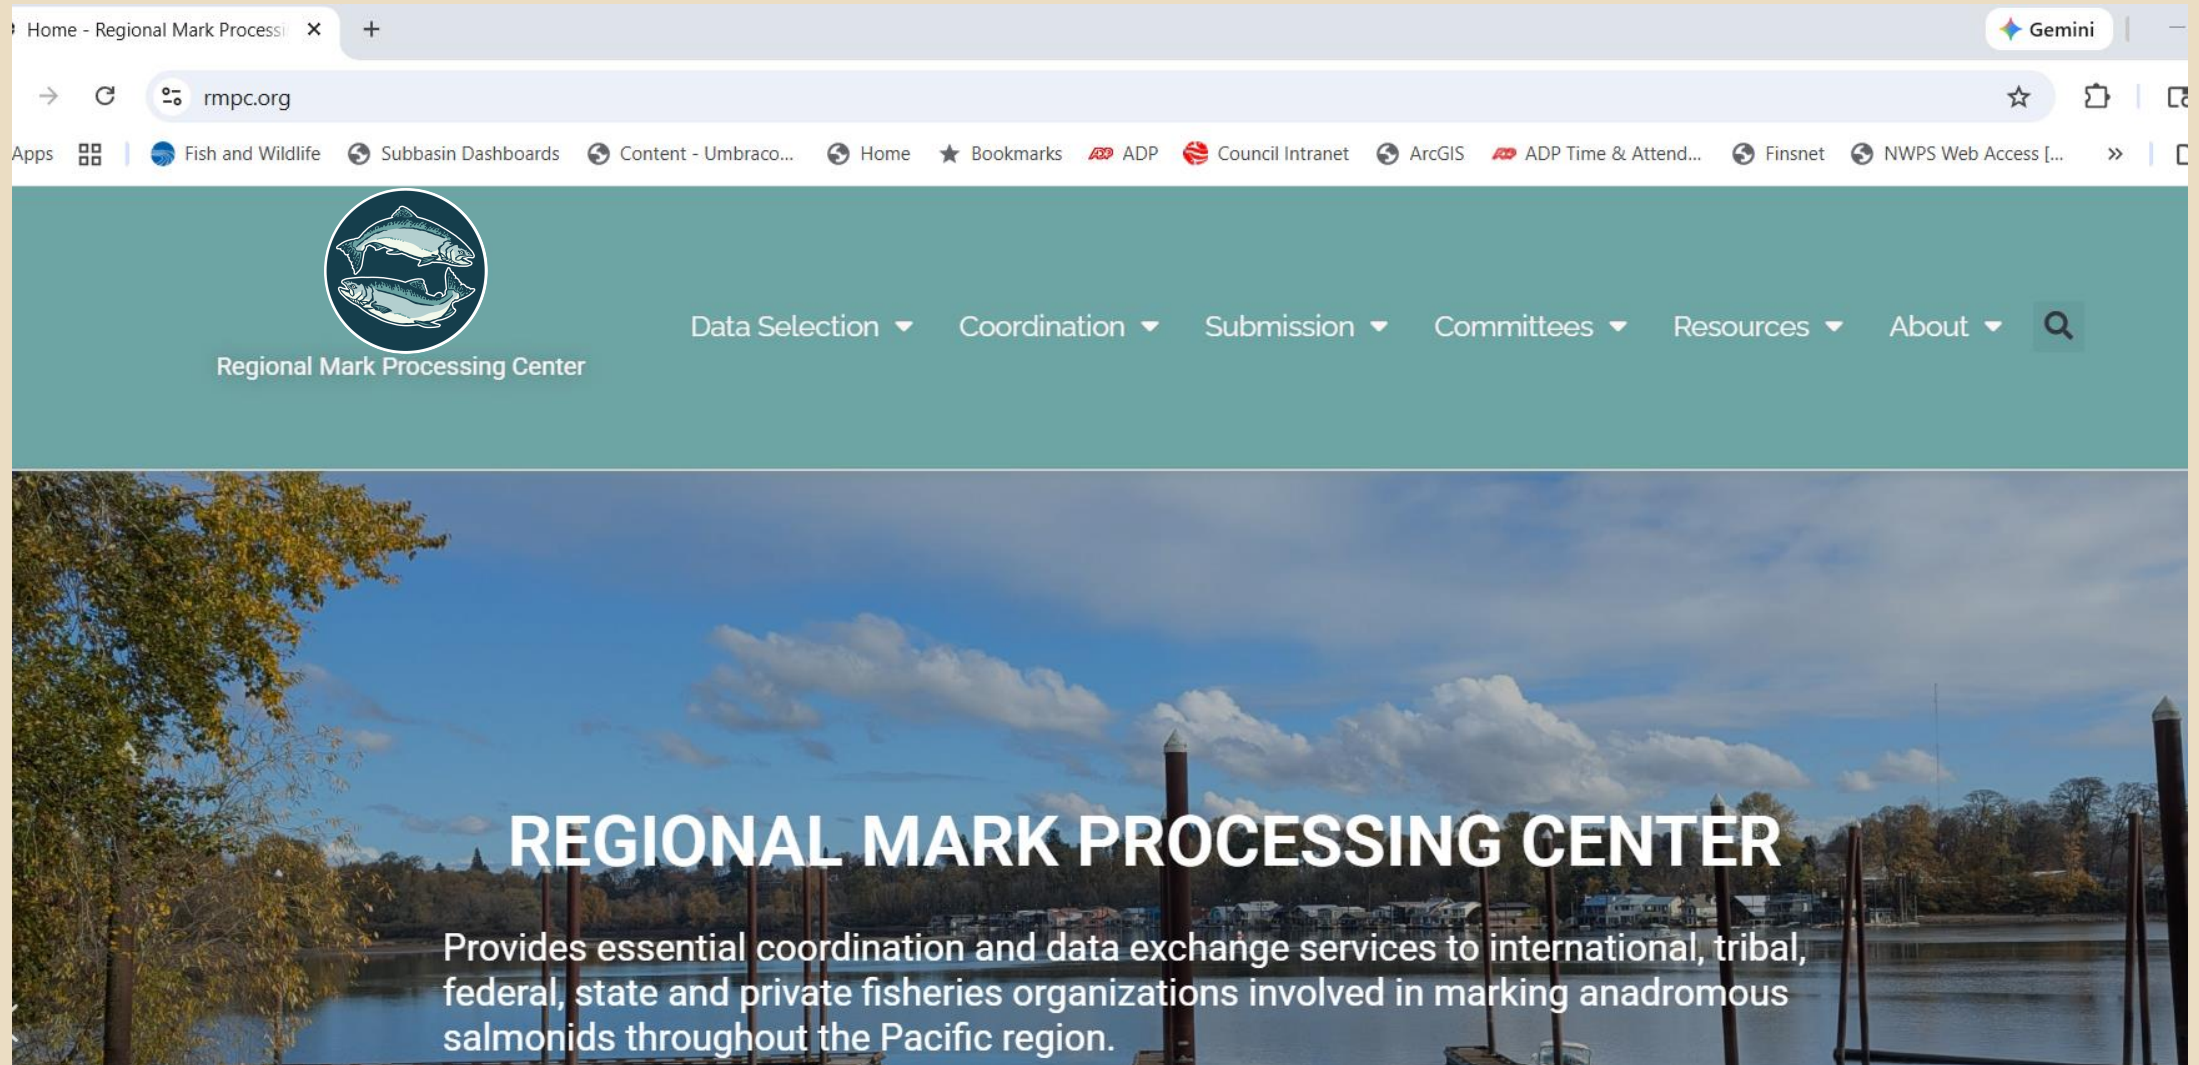 Home - Regional Mark Processi
Gemini
rmpc.org
Apps Fish and Wildlife Subbasin Dashboards Content - Umbraco... Home Bookmarks ADP ADP Council Intranet ArcGIS ADP ADP Time & Attend... Finsnet NWPS Web Access [... »
Data Selection Coordination Submission Committees Resources About
Regional Mark Processing Center
REGIONAL MARK PROCESSING CENTER
Provides essential coordination and data exchange services to international, tribal,
federal, state and private fisheries organizations involved in marking anadromous
salmonids throughout the Pacific region.